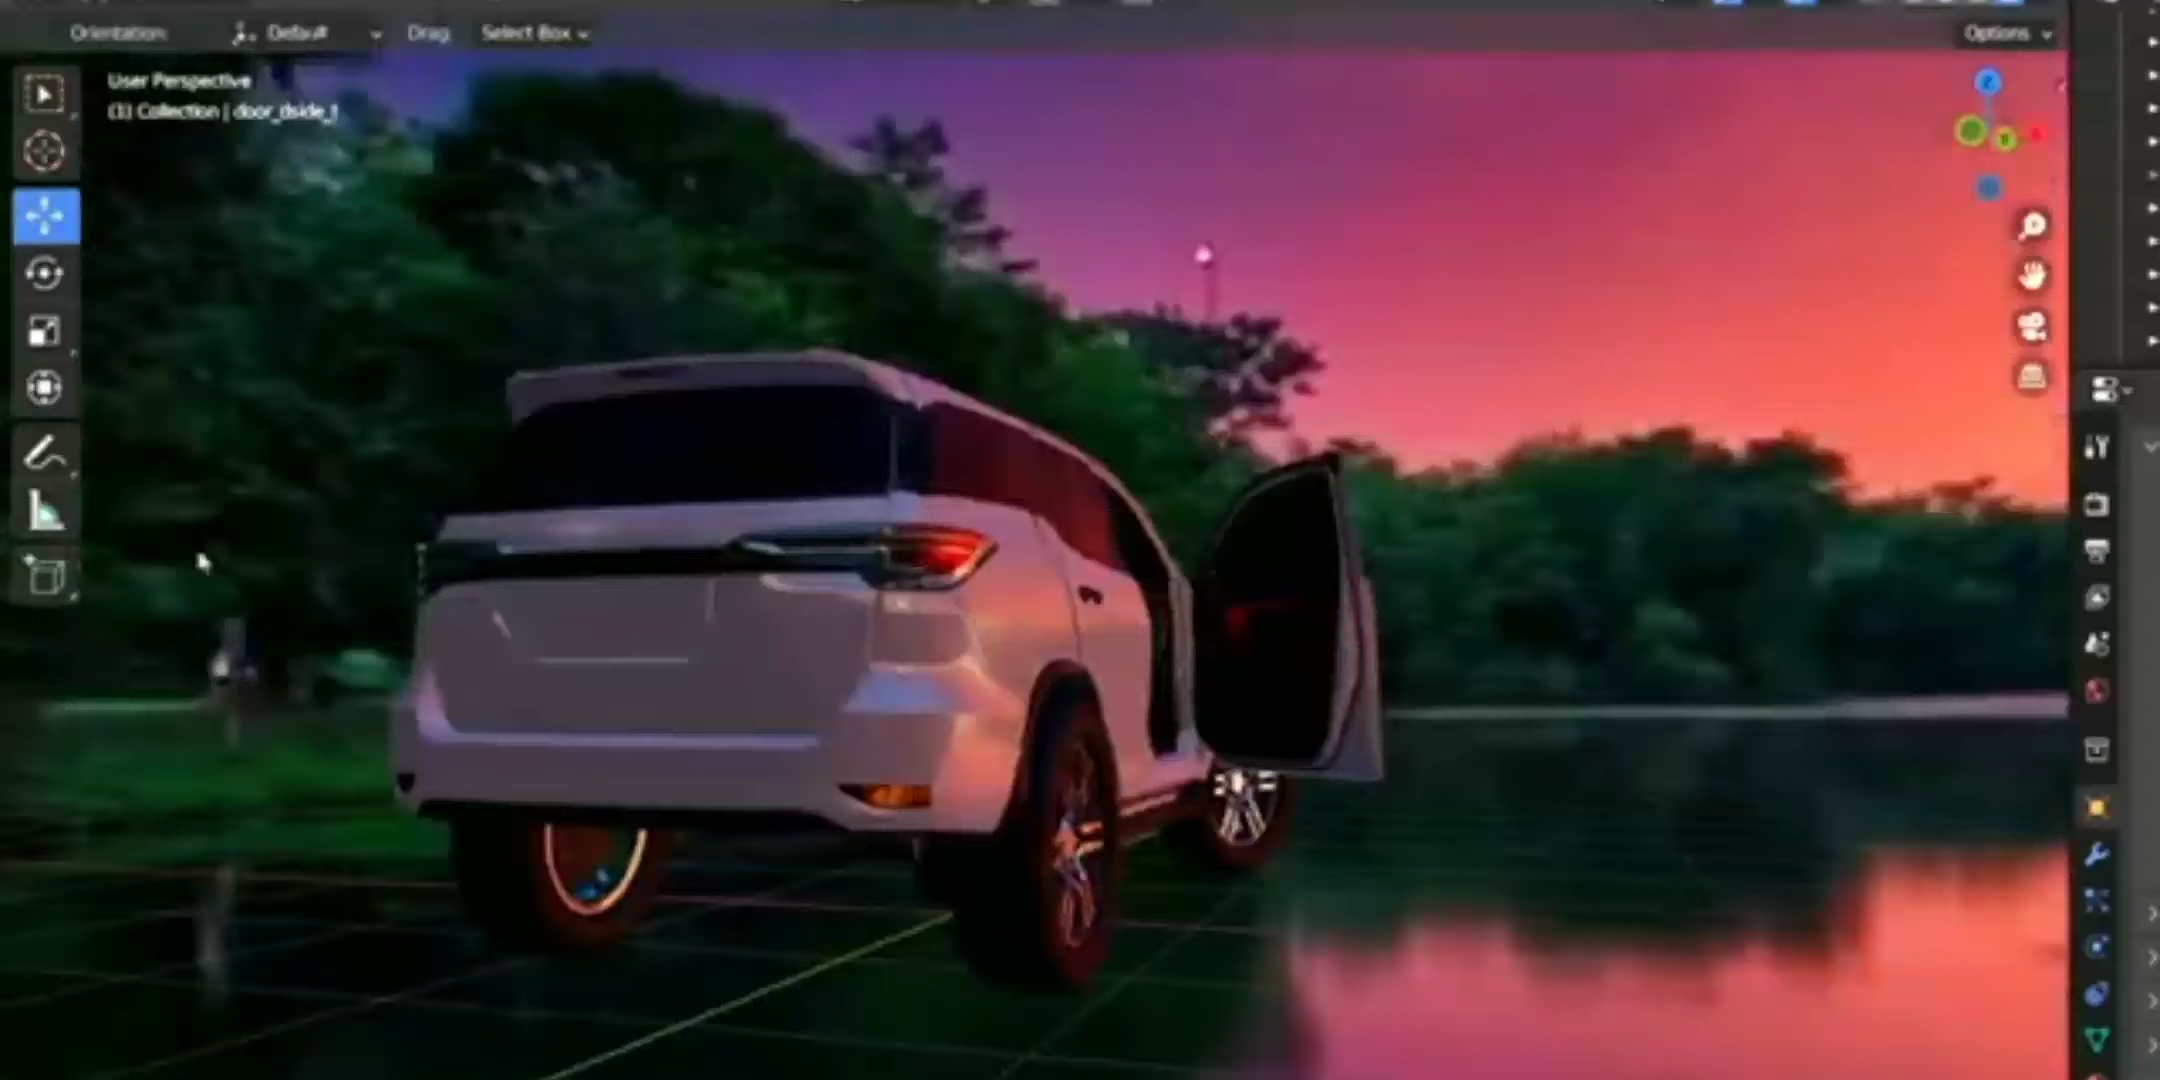 Orientation: Default Drag: Select Box Options
User Perspective
(1) Collection | door_dside_f